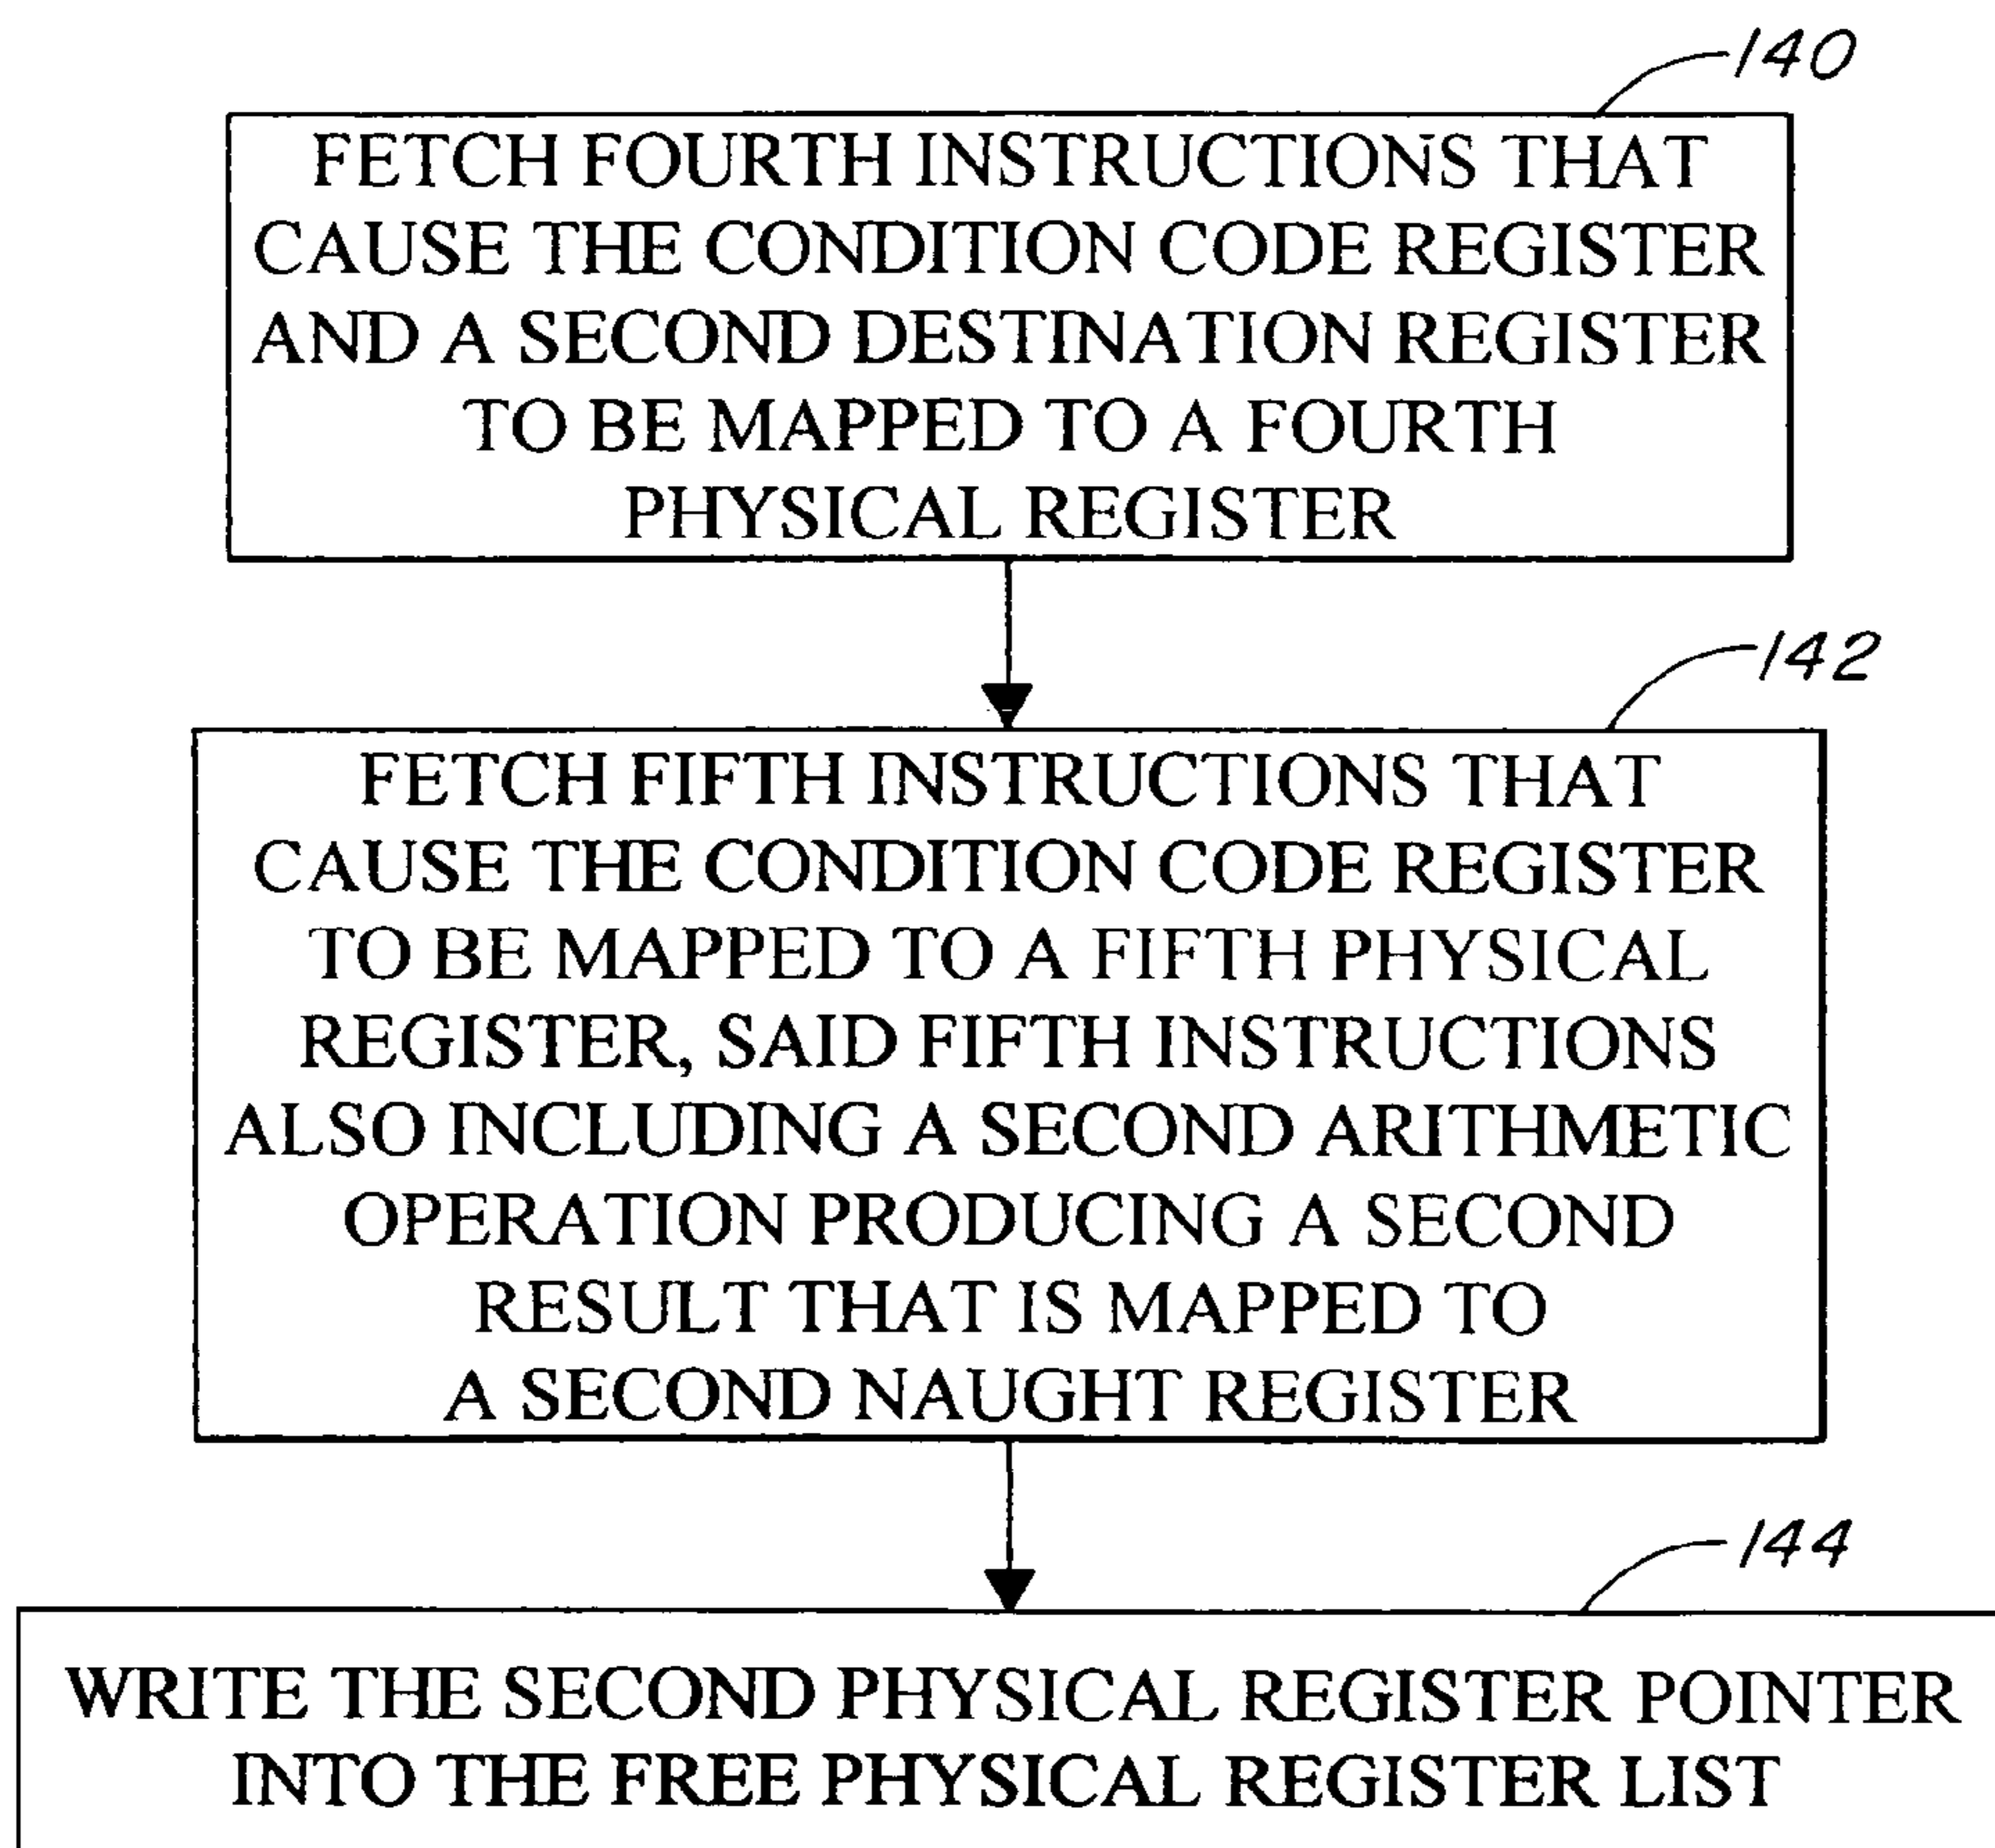 140
FETCH FOURTH INSTRUCTIONS THAT
CAUSE THE CONDITION CODE REGISTER
AND A SECOND DESTINATION REGISTER
TO BE MAPPED TO A FOURTH
PHYSICAL REGISTER
142
FETCH FIFTH INSTRUCTIONS THAT
CAUSE THE CONDITION CODE REGISTER
TO BE MAPPED TO A FIFTH PHYSICAL
REGISTER, SAID FIFTH INSTRUCTIONS
ALSO INCLUDING A SECOND ARITHMETIC
OPERATION PRODUCING A SECOND
RESULT THAT IS MAPPED TO
A SECOND NAUGHT REGISTER
144
WRITE THE SECOND PHYSICAL REGISTER POINTER
INTO THE FREE PHYSICAL REGISTER LIST